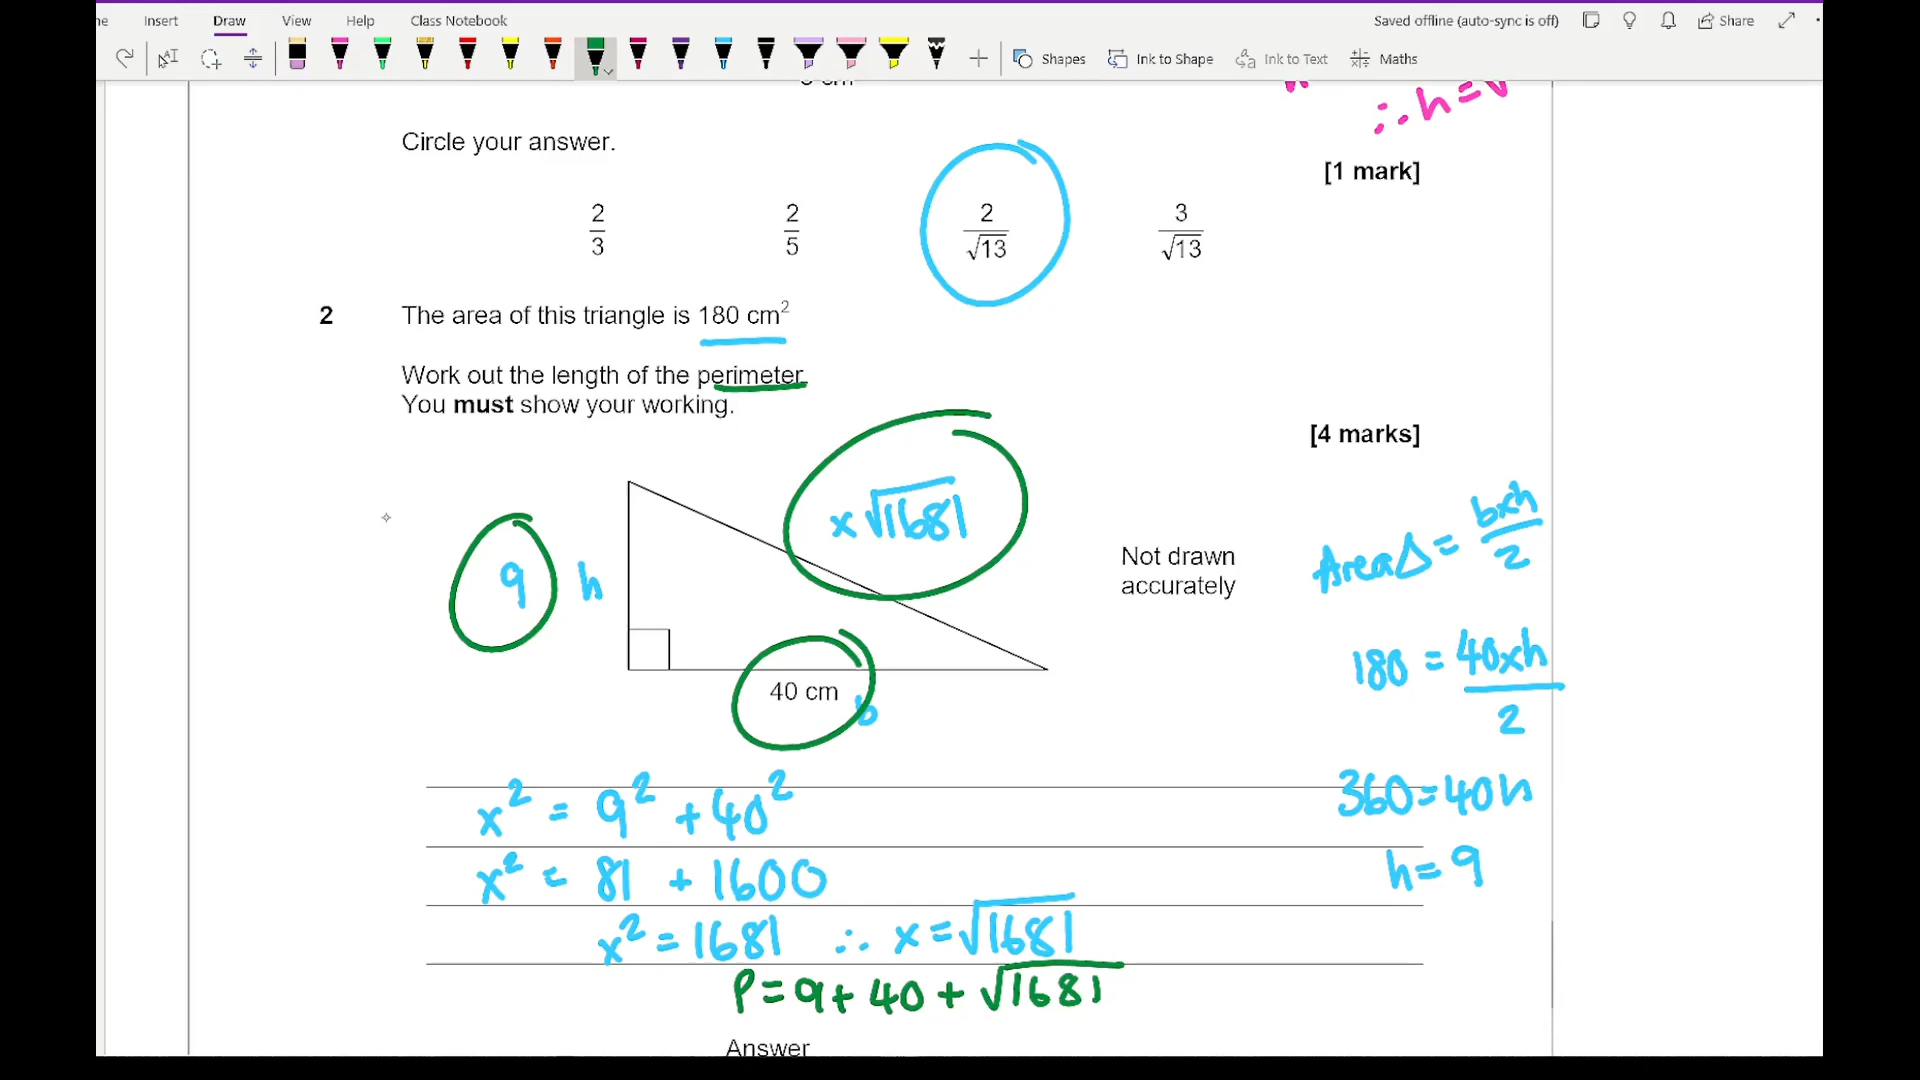 Insert Draw View Help Class Notebook Saved offline (auto-sync is off) Share
Shapes Ink to Shape Ink to Text Maths
∴ h = √
Circle your answer.
[1 mark]
2/3 2/5 2/√13 3/√13
2 The area of this triangle is 180 cm²
Work out the length of the perimeter.
You must show your working.
[4 marks]
x √1681
9 h
Not drawn
accurately
40 cm
b
Area Δ = b×h/2
180 = 40×h/2
360 = 40h
h = 9
x² = 9² + 40²
x² = 81 + 1600
x² = 1681 ∴ x = √1681
P = 9 + 40 + √1681
Answer